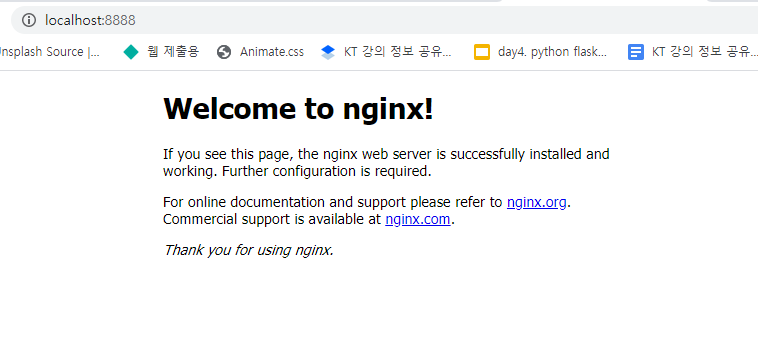 localhost:8888
Insplash Source |... 웹 제출용 Animate.css KT 강의 정보 공유... day4. python flask... KT 강의 정보 공유...
Welcome to nginx!
If you see this page, the nginx web server is successfully installed and
working. Further configuration is required.
For online documentation and support please refer to nginx.org.
Commercial support is available at nginx.com.
Thank you for using nginx.